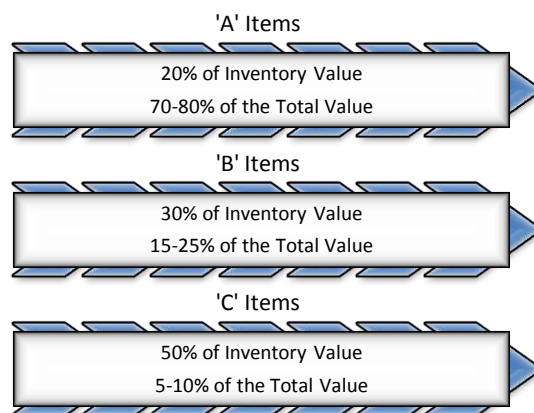 'A' Items
20% of Inventory Value
70-80% of the Total Value
'B' Items
30% of Inventory Value
15-25% of the Total Value
'C' Items
50% of Inventory Value
5-10% of the Total Value